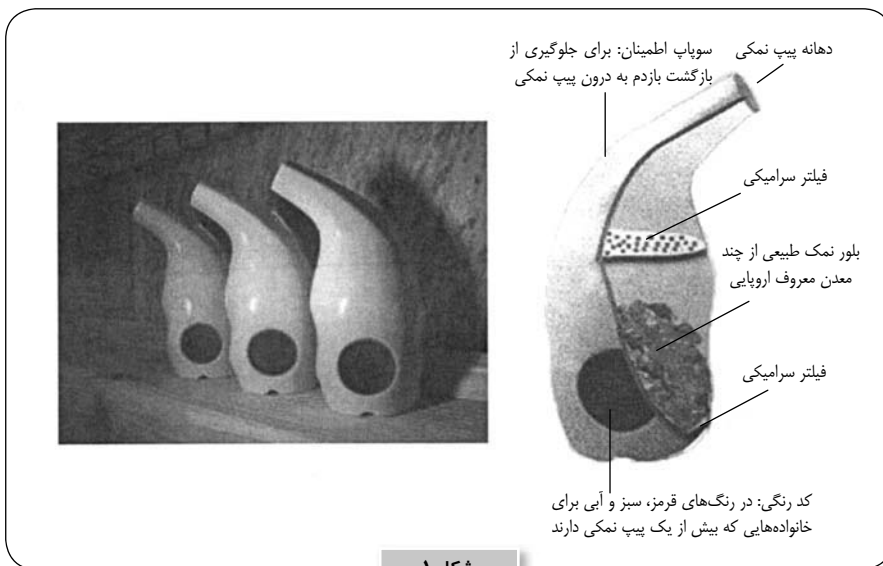 دهانه پیپ نمکی
سوپاپ اطمینان: برای جلوگیری از
بازگشت بازدم به درون پیپ نمکی
فیلتر سرامیکی
بلور نمک طبیعی از چند
معدن معروف اروپایی
فیلتر سرامیکی
کد رنگی: در رنگ‌های قرمز، سبز و آبی برای
خانواده‌هایی که بیش از یک پیپ نمکی دارند